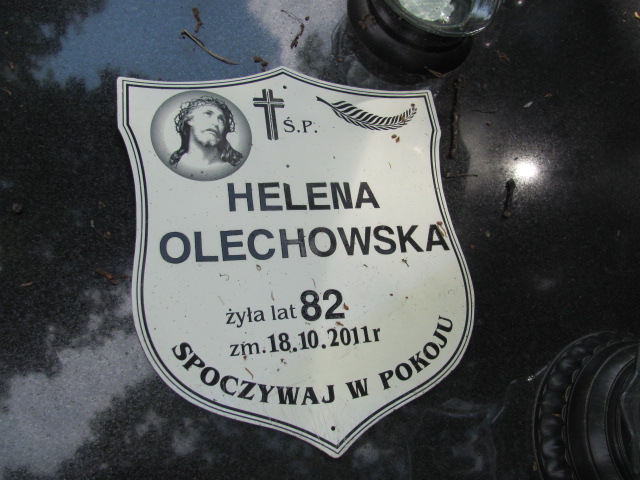 Ś.P.
HELENA
OLECHOWSKA
żyła lat 82
zm. 18.10.2011r
SPOCZYWAJ W POKOJU